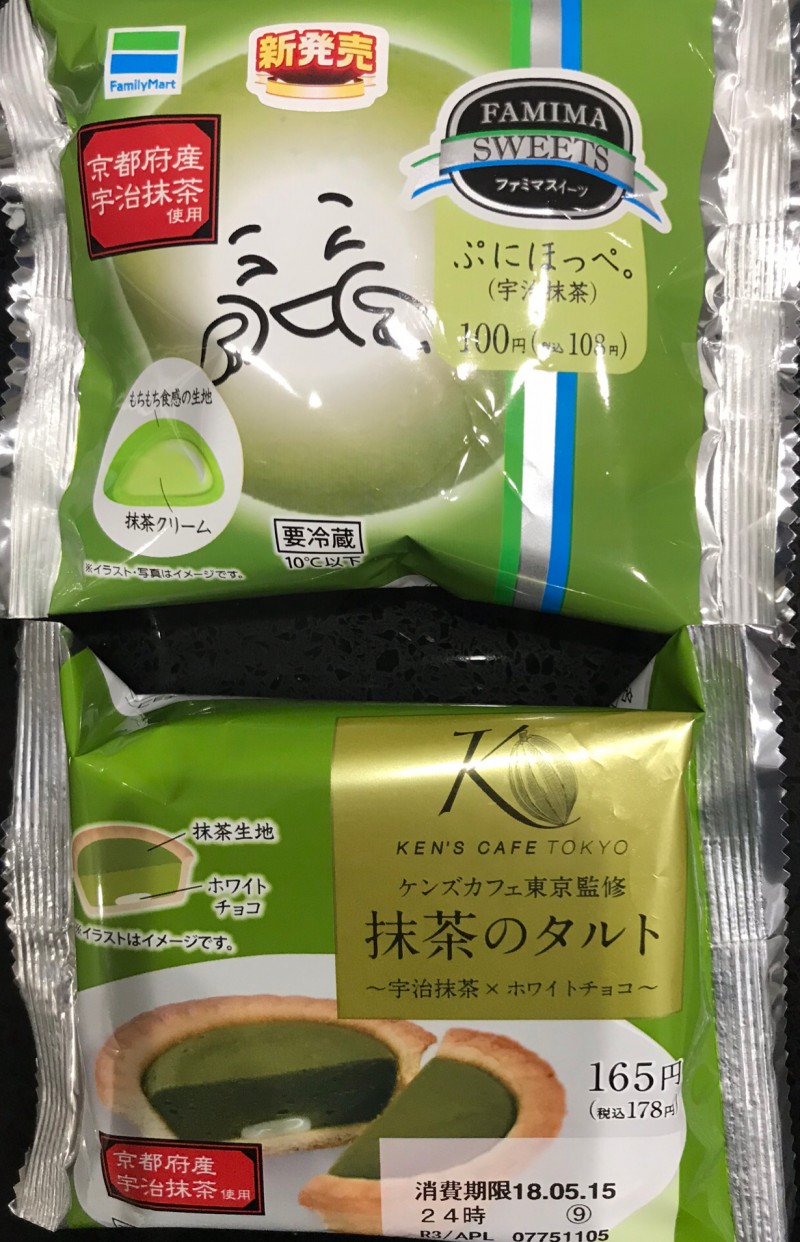 FamilyMart
新発売
FAMIMA
SWEETS
ファミマスイーツ
京都府産
宇治抹茶
使用
ぷにほっぺ。
(宇治抹茶)
100円(税込108円)
もちもち食感の生地
抹茶クリーム
要冷蔵
10℃以下
※イラスト・写真はイメージです。
KEN'S CAFE TOKYO
ケンズカフェ東京監修
抹茶のタルト
～宇治抹茶×ホワイトチョコ～
抹茶生地
ホワイト
チョコ
※イラストはイメージです。
165円
(税込178円)
京都府産
宇治抹茶使用
消費期限18.05.15
24時 ⑨
R3/APL 07751105